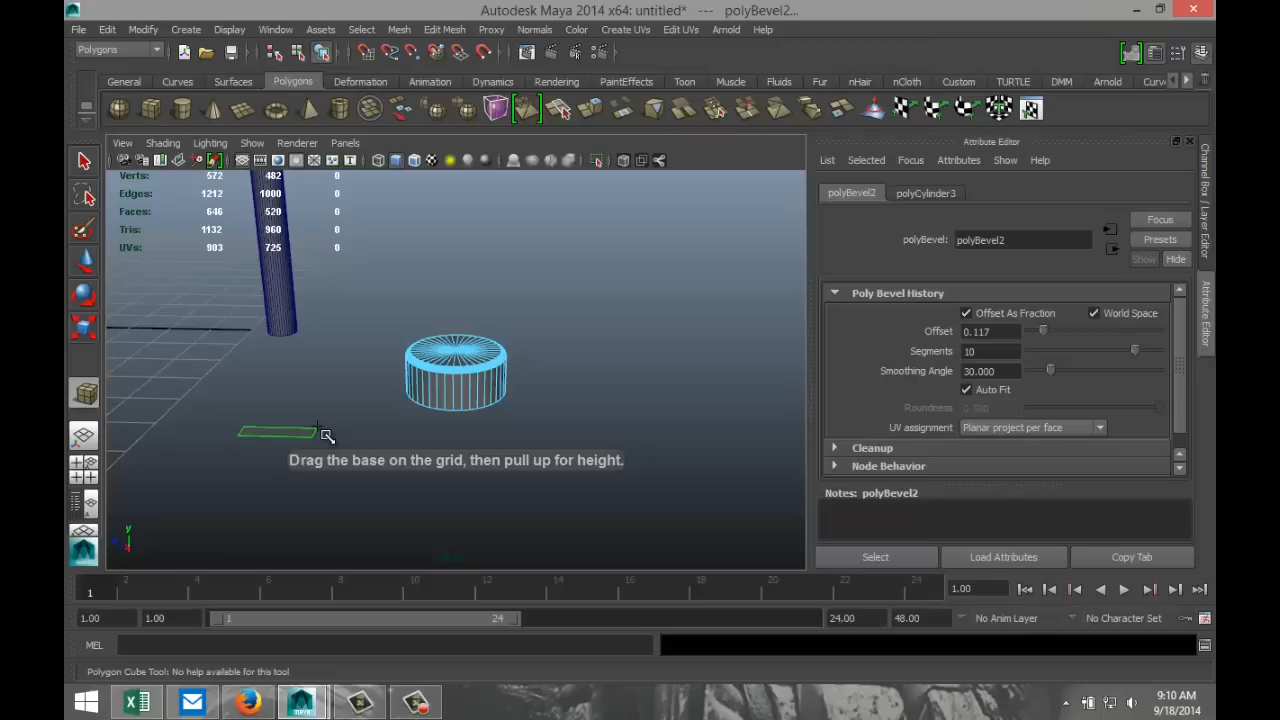 Autodesk Maya 2014 x64: untitled* --- polyBevel2...
File Edit Modify Create Display Window Assets Select Mesh Edit Mesh Proxy Normals Color Create UVs Edit UVs Arnold Help
Polygons
General Curves Surfaces Polygons Deformation Animation Dynamics Rendering PaintEffects Toon Muscle Fluids Fur nHair nCloth Custom TURTLE DMM Arnold Curv
View Shading Lighting Show Renderer Panels
Verts: 572 482 0
Edges: 1212 1000 0
Faces: 646 520 0
Tris: 1132 960 0
UVs: 903 725 0
Drag the base on the grid, then pull up for height.
y
Attribute Editor
List Selected Focus Attributes Show Help
polyBevel2 polyCylinder3
polyBevel: polyBevel2
Focus
Presets
Show Hide
Poly Bevel History
Offset As Fraction World Space
Offset 0.117
Segments 10
Smoothing Angle 30.000
Auto Fit
Roundness 0.930
UV assignment Planar project per face
Cleanup
Node Behavior
Notes: polyBevel2
Select Load Attributes Copy Tab
Channel Box / Layer Editor
Attribute Editor
1 2 4 6 8 10 12 14 16 18 20 22 24 1.00
1.00 1.00 1 24 24.00 48.00 No Anim Layer No Character Set
MEL
Polygon Cube Tool: No help available for this tool
9:10 AM
9/18/2014